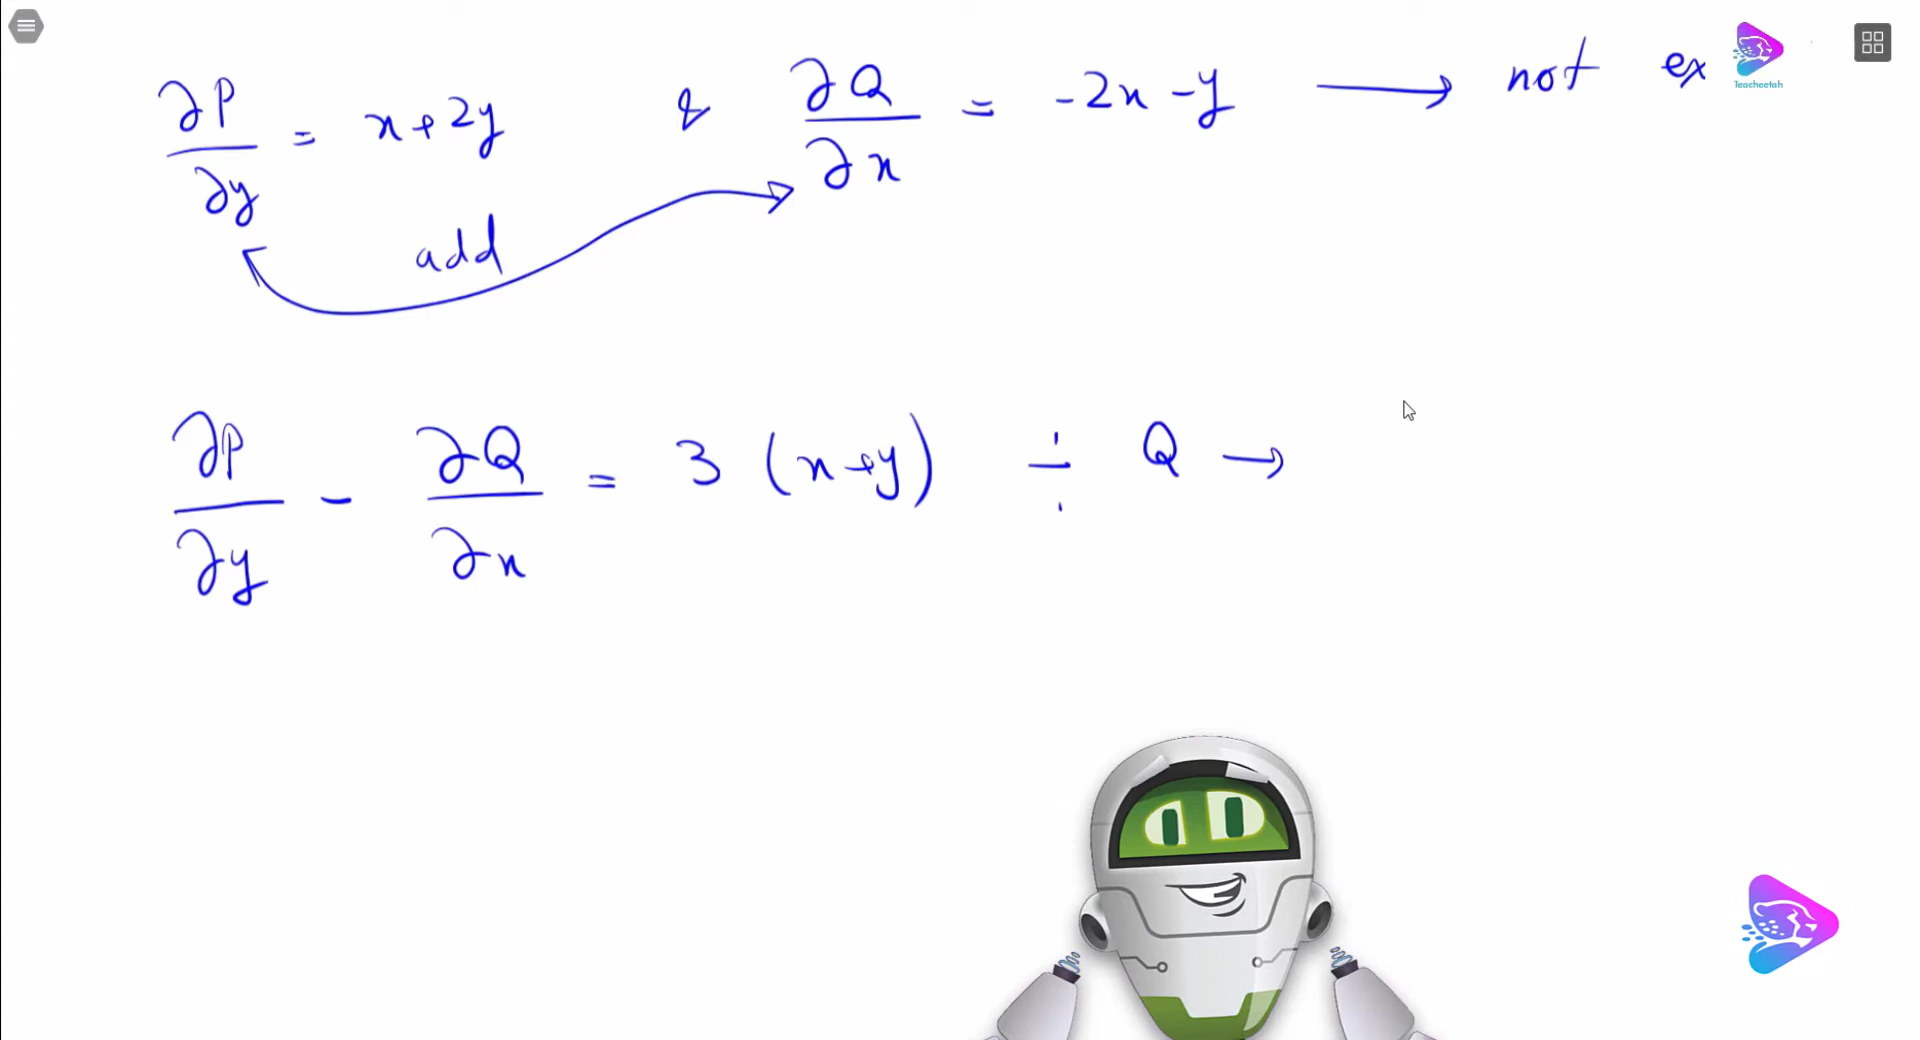 ∂P/∂y = x+2y & ∂Q/∂x = -2x-y → not ex
Teacheetah
add
∂P/∂y - ∂Q/∂x = 3 (x+y) ÷ Q →